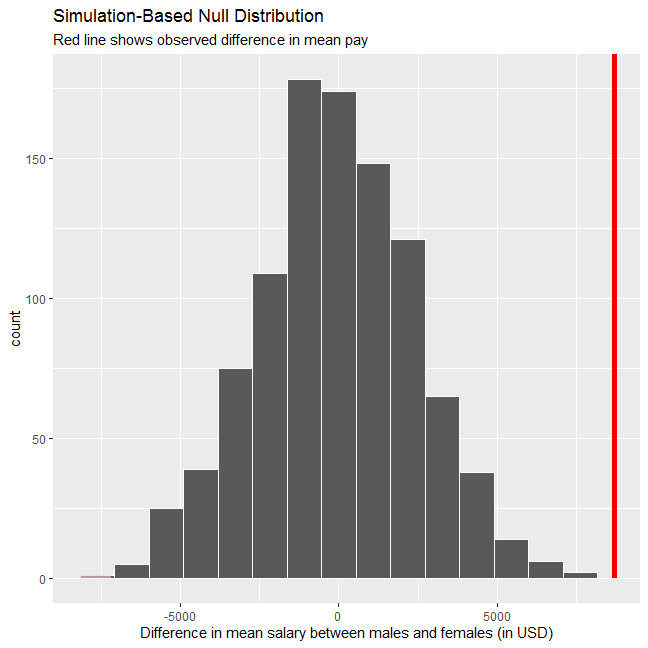 Simulation-Based Null Distribution
Red line shows observed difference in mean pay
150
100
50
0
count
-5000
0
5000
Difference in mean salary between males and females (in USD)